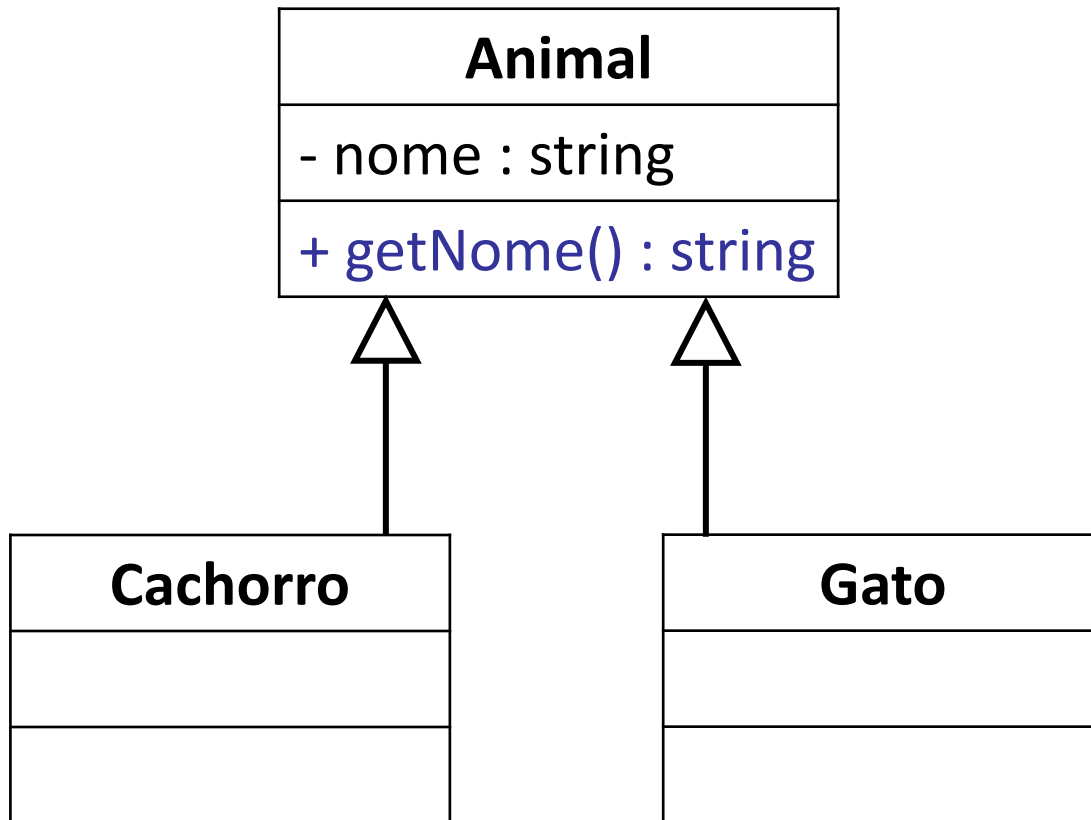 Animal
- nome : string
+ getNome() : string
Cachorro
Gato